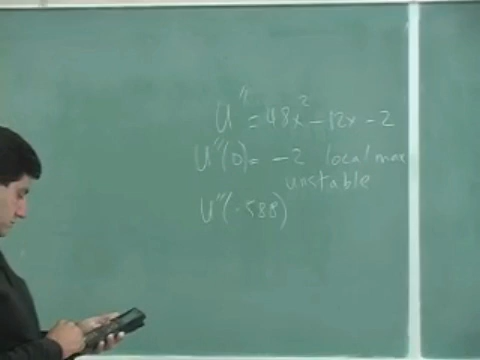 U'' = 48x² - 12x - 2
U''(0) = -2 local max
unstable
U''(.588)